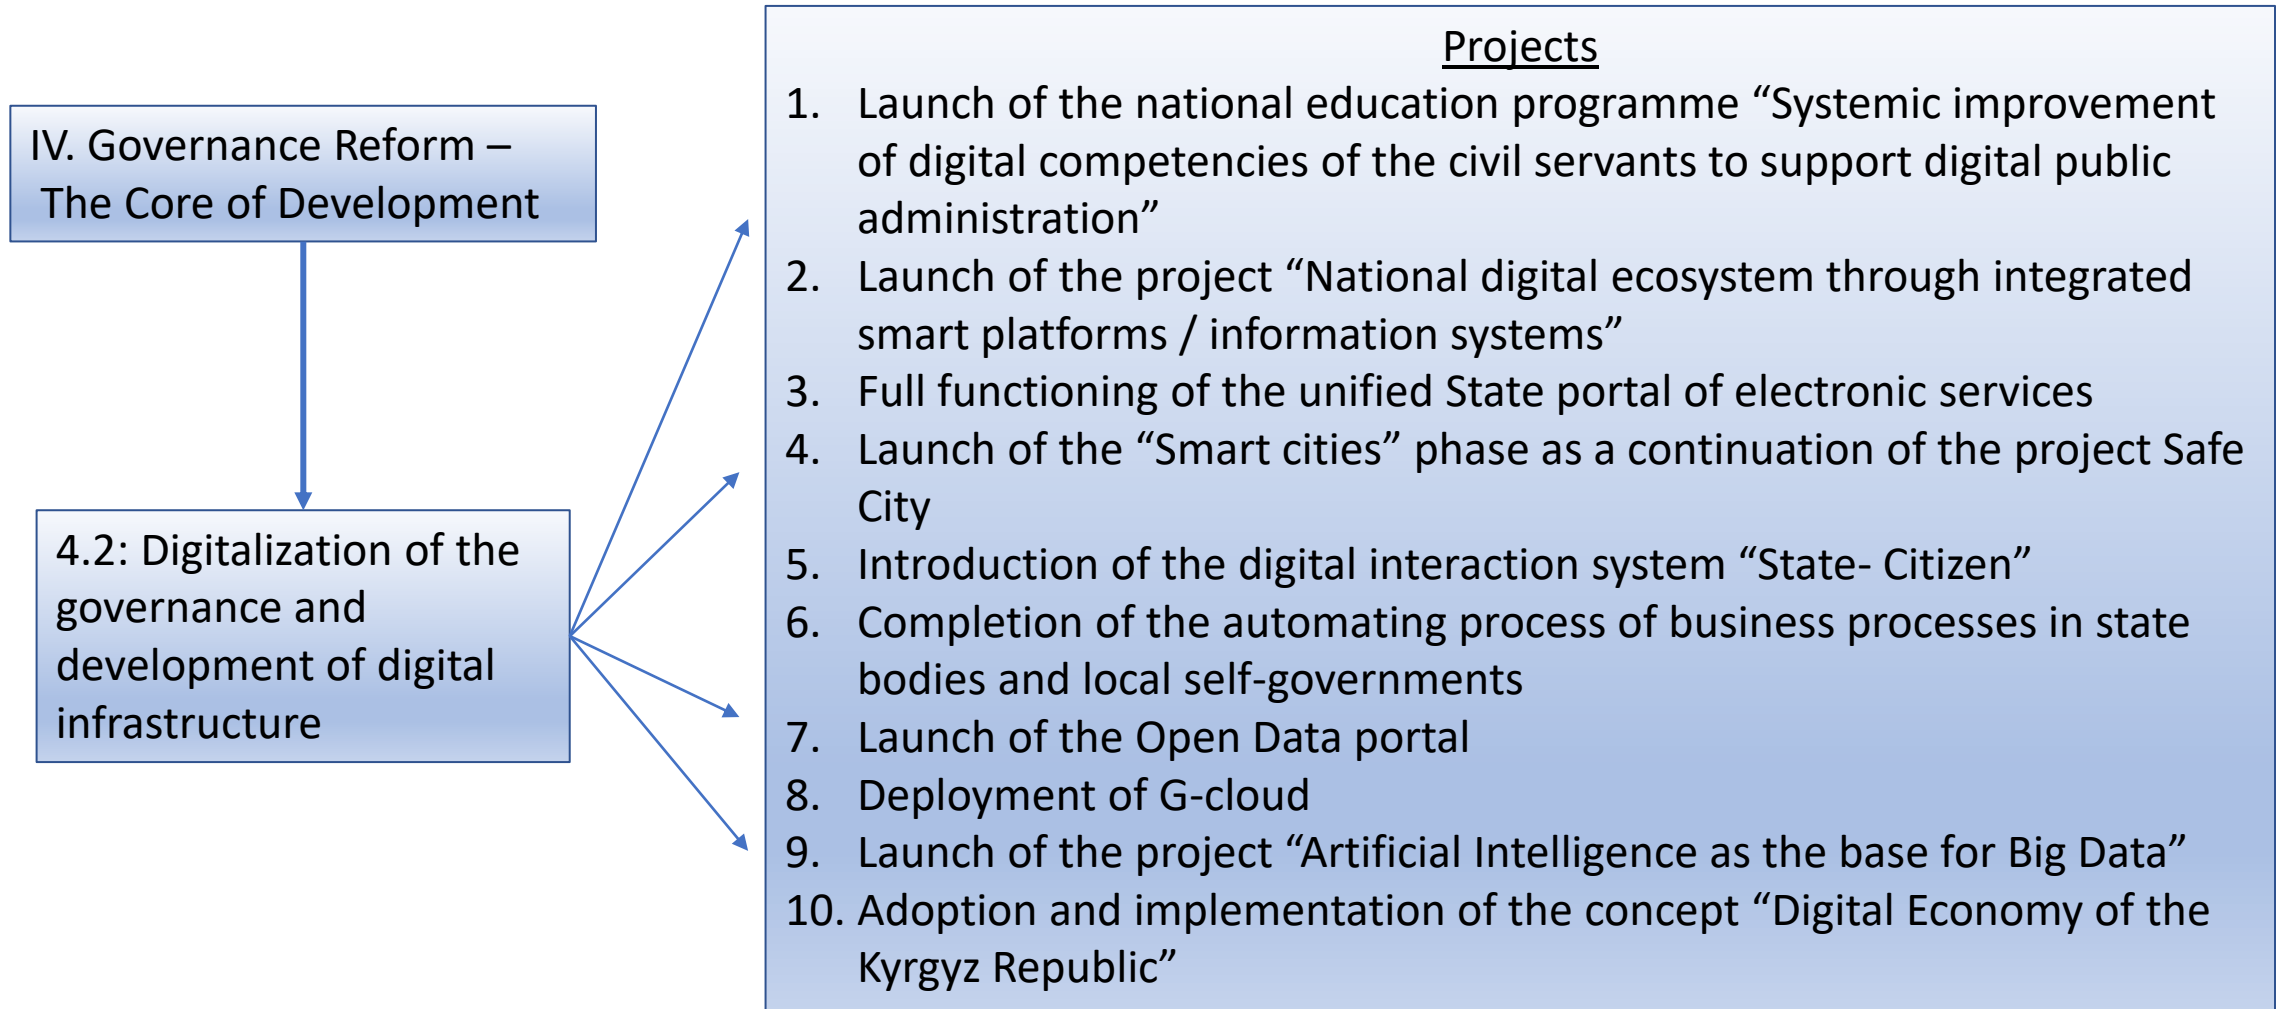 IV. Governance Reform –
The Core of Development
4.2: Digitalization of the
governance and
development of digital
infrastructure
Projects
1. Launch of the national education programme “Systemic improvement
of digital competencies of the civil servants to support digital public
administration”
2. Launch of the project “National digital ecosystem through integrated
smart platforms / information systems”
3. Full functioning of the unified State portal of electronic services
4. Launch of the “Smart cities” phase as a continuation of the project Safe
City
5. Introduction of the digital interaction system “State- Citizen”
6. Completion of the automating process of business processes in state
bodies and local self-governments
7. Launch of the Open Data portal
8. Deployment of G-cloud
9. Launch of the project “Artificial Intelligence as the base for Big Data”
10. Adoption and implementation of the concept “Digital Economy of the
Kyrgyz Republic”